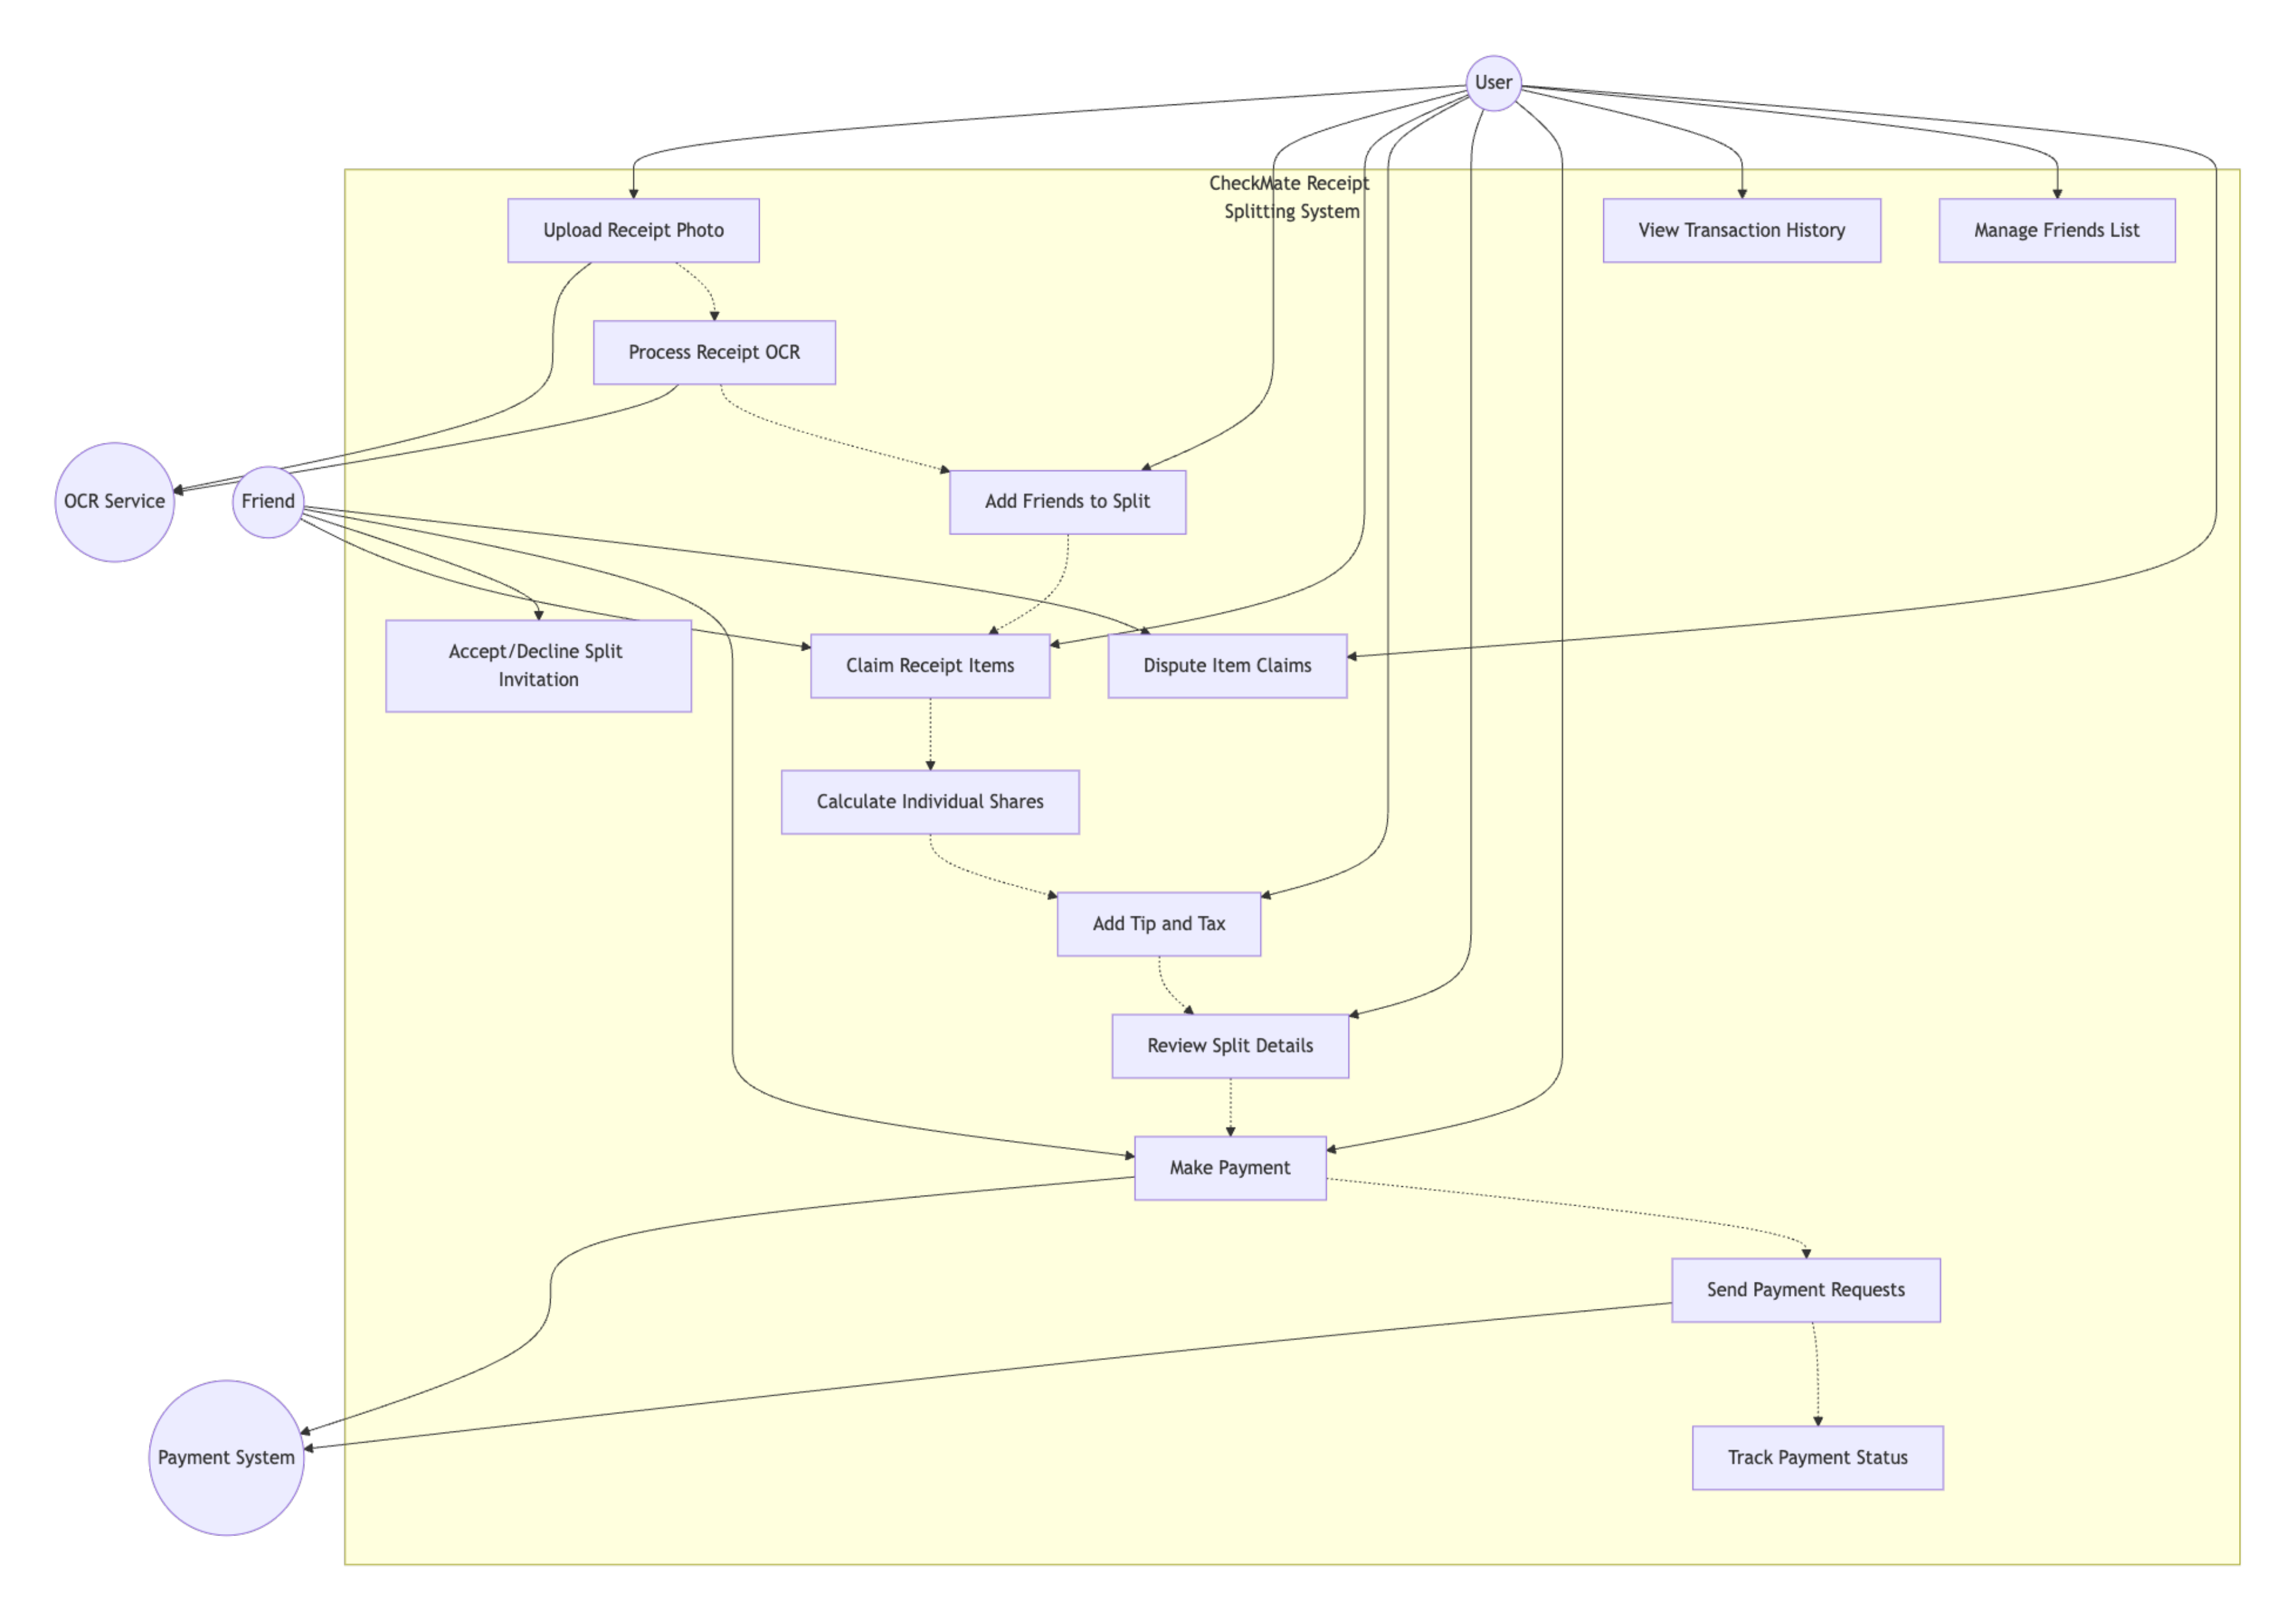 User
CheckMate Receipt
Splitting System
Upload Receipt Photo
View Transaction History
Manage Friends List
Process Receipt OCR
OCR Service
Friend
Add Friends to Split
Accept/Decline Split
Invitation
Claim Receipt Items
Dispute Item Claims
Calculate Individual Shares
Add Tip and Tax
Review Split Details
Make Payment
Send Payment Requests
Payment System
Track Payment Status